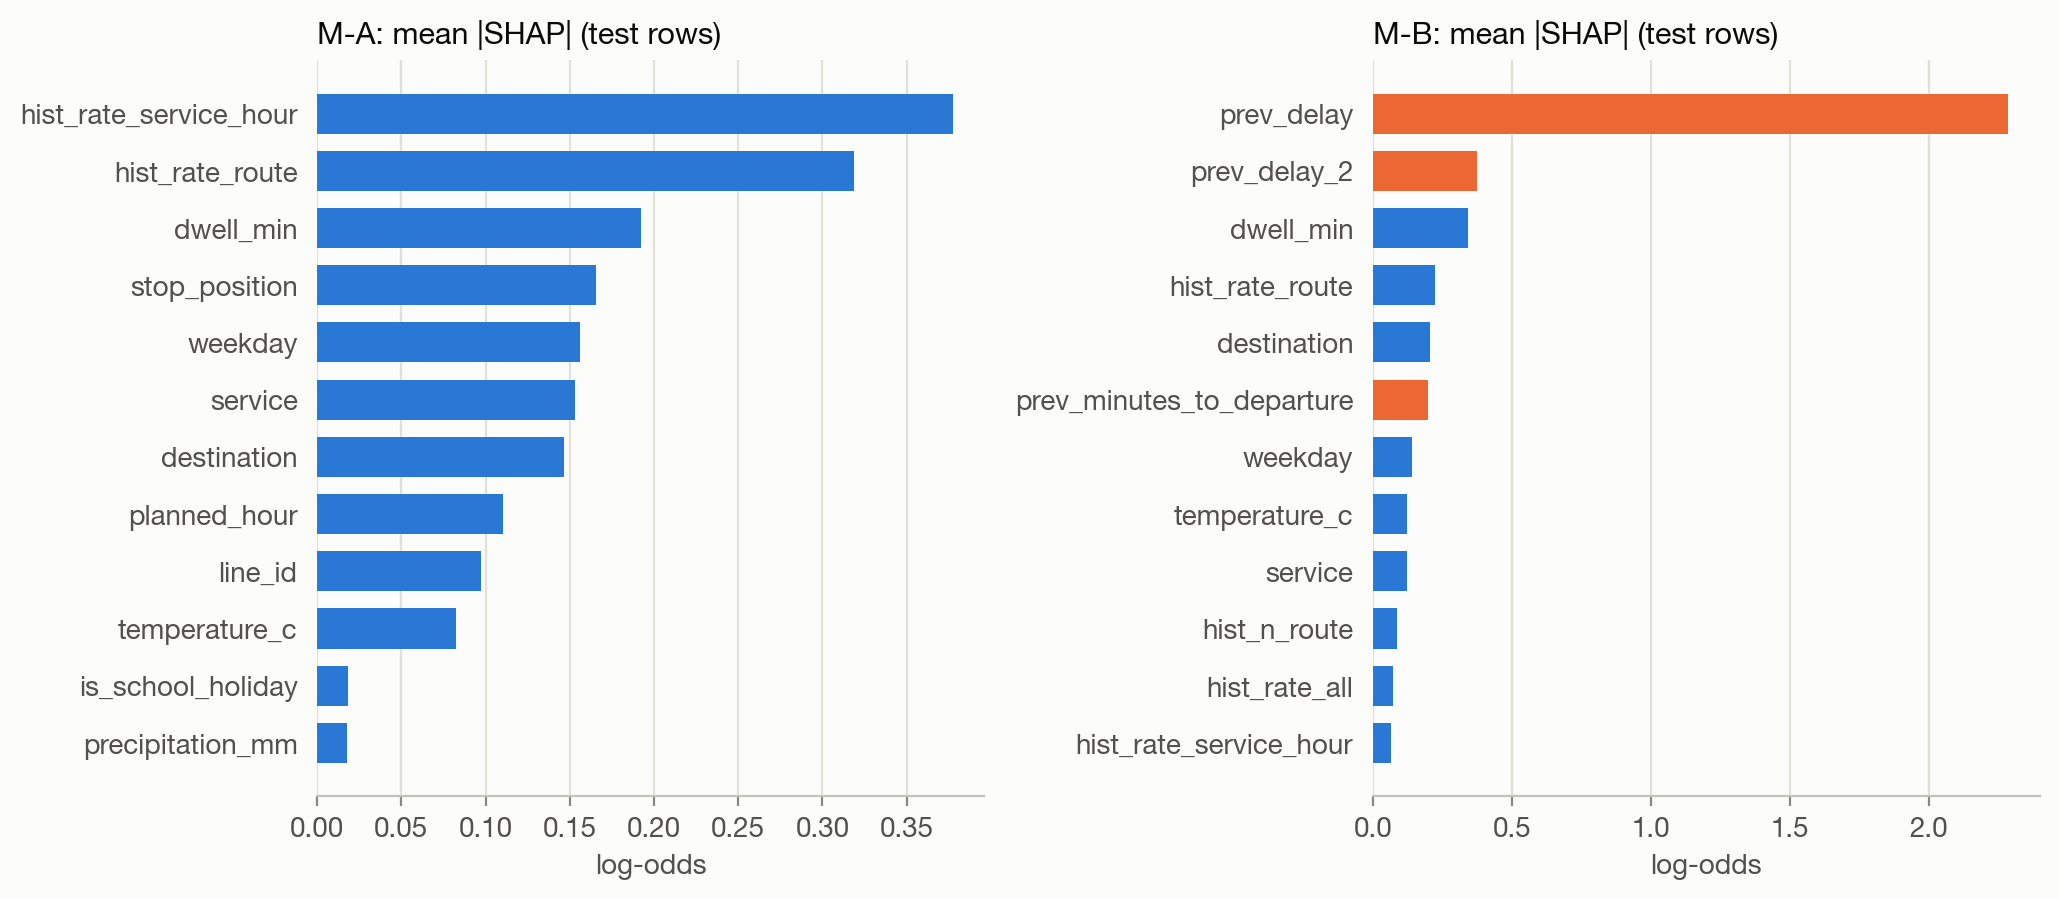 M-A: mean |SHAP| (test rows)
hist_rate_service_hour
hist_rate_route
dwell_min
stop_position
weekday
service
destination
planned_hour
line_id
temperature_c
is_school_holiday
precipitation_mm
0.00 0.05 0.10 0.15 0.20 0.25 0.30 0.35
log-odds
M-B: mean |SHAP| (test rows)
prev_delay
prev_delay_2
dwell_min
hist_rate_route
destination
prev_minutes_to_departure
weekday
temperature_c
service
hist_n_route
hist_rate_all
hist_rate_service_hour
0.0 0.5 1.0 1.5 2.0
log-odds